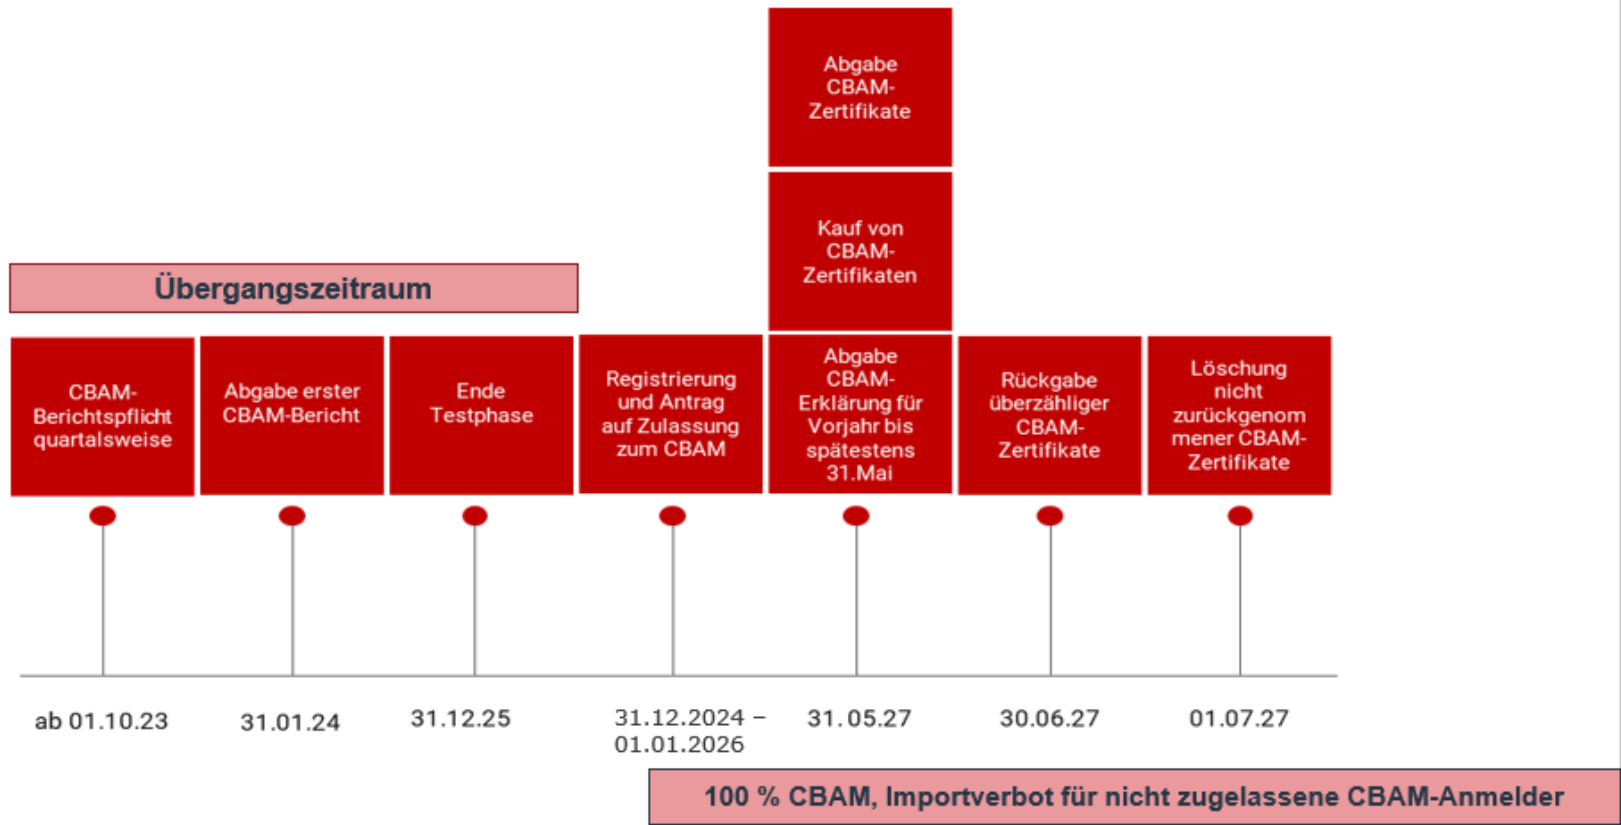 Abgabe
CBAM-
Zertifikate
Kauf von
CBAM-
Zertifikaten
Übergangszeitraum
CBAM-
Berichtspflicht
quartalsweise
Abgabe erster
CBAM-Bericht
Ende
Testphase
Registrierung
und Antrag
auf Zulassung
zum CBAM
Abgabe
CBAM-
Erklärung für
Vorjahr bis
spätestens
31.Mai
Rückgabe
überzähliger
CBAM-
Zertifikate
Löschung
nicht
zurückgenom
mener CBAM-
Zertifikate
ab 01.10.23
31.01.24
31.12.25
31.12.2024 –
01.01.2026
31.05.27
30.06.27
01.07.27
100 % CBAM, Importverbot für nicht zugelassene CBAM-Anmelder